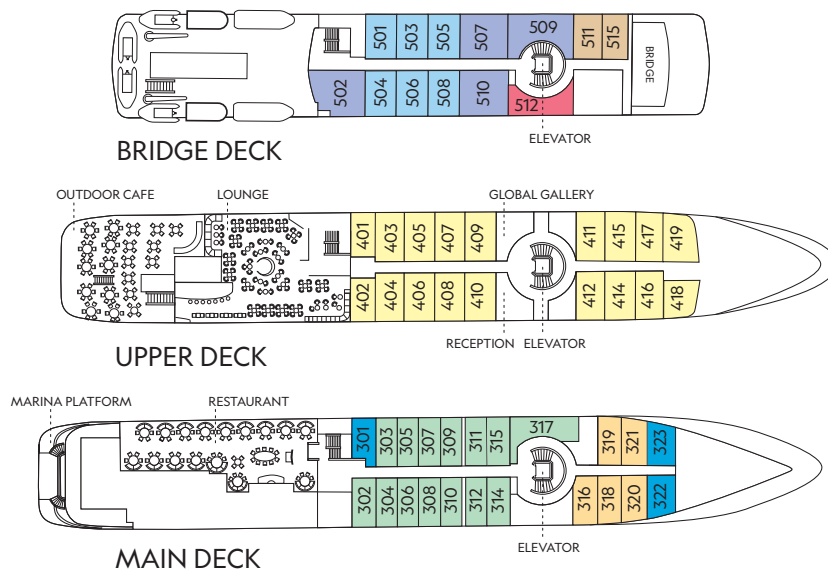 501 503 505 507 509 511 515
BRIDGE
502 504 506 508 510 512
ELEVATOR
BRIDGE DECK
OUTDOOR CAFE LOUNGE GLOBAL GALLERY
401 403 405 407 409 411 415 417 419
402 404 406 408 410 412 414 416 418
RECEPTION ELEVATOR
UPPER DECK
MARINA PLATFORM RESTAURANT
301 303 305 307 309 311 315 317 319 321 323
302 304 306 308 310 312 314 316 318 320 322
ELEVATOR
MAIN DECK